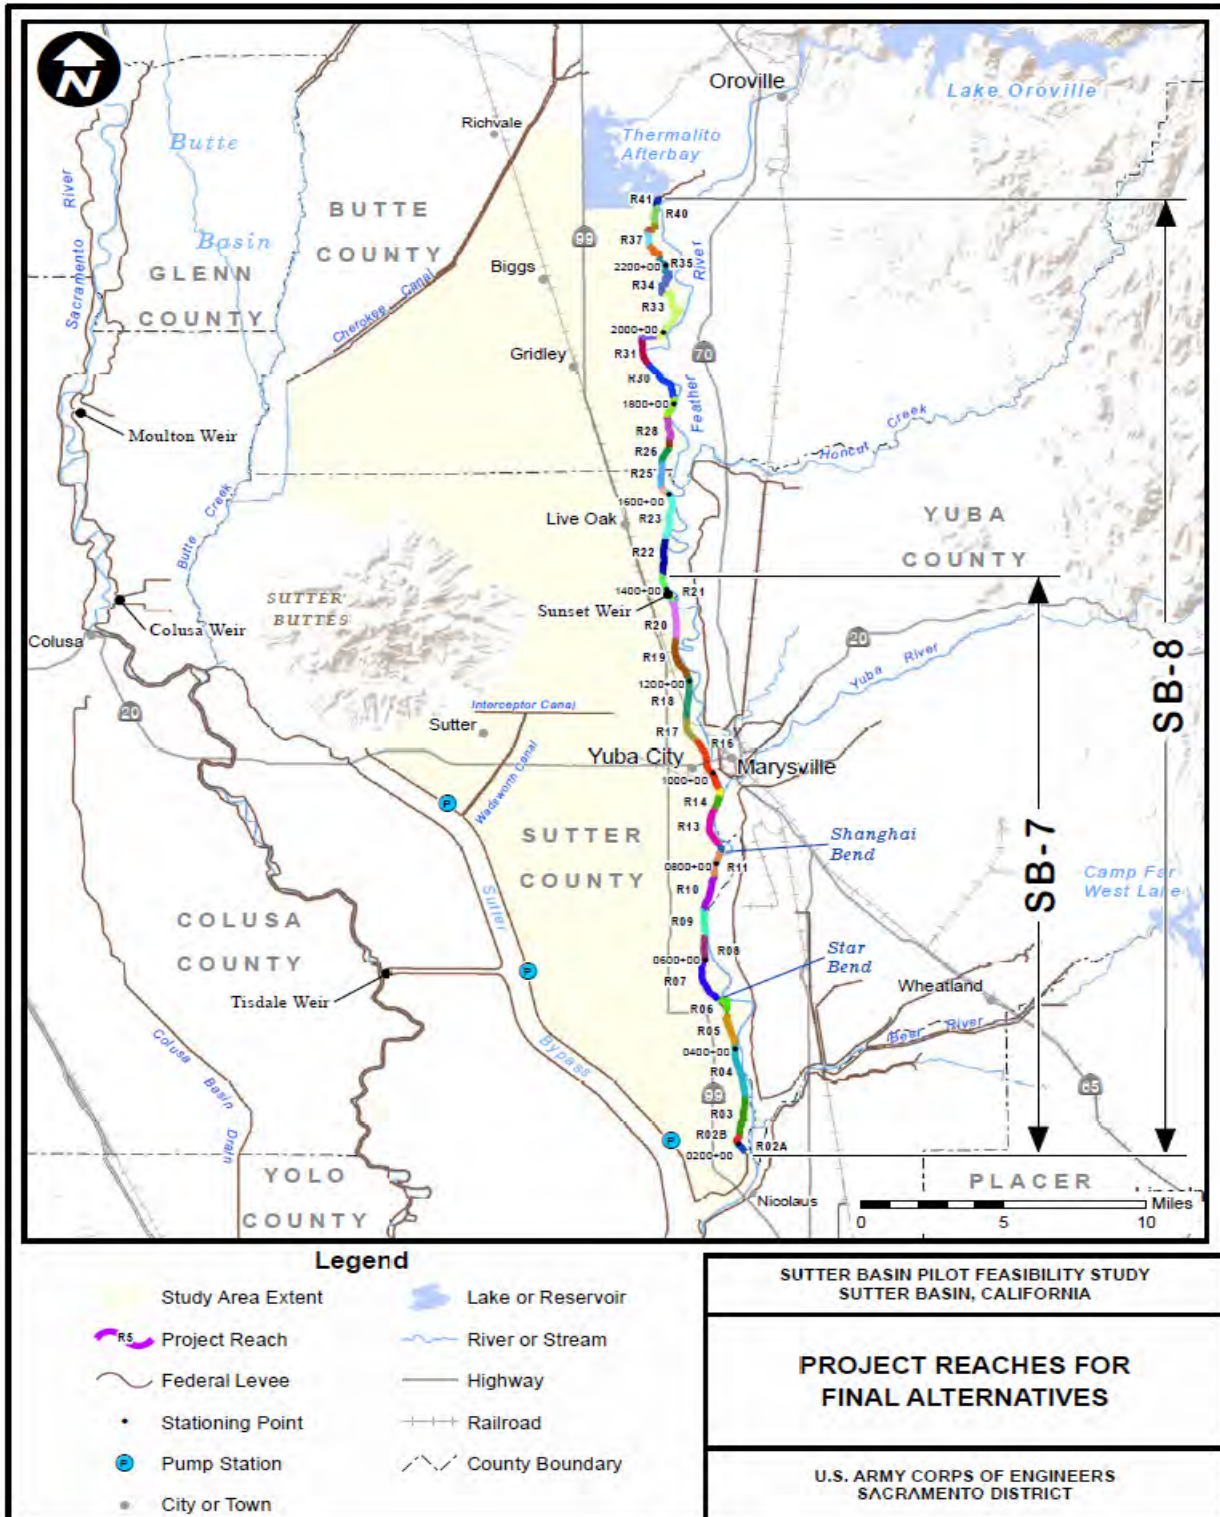 N
Oroville
Lake Oroville
Richvale
Thermalito
Afterbay
Butte
Basin
Sacramento River
BUTTE
COUNTY
GLENN
COUNTY
Cherokee Canal
Biggs
99
R41
R40
R37
R35
2200+00
R34
R33
River
2000+00
Gridley
R31
70
R30
1800+00
Feather
R28
R26
Honcut Creek
R25
Moulton Weir
1600+00
Live Oak
R23
YUBA
COUNTY
Butte Creek
R22
1400+00
R21
Sunset Weir
SUTTER
BUTTES
Colusa Weir
Colusa
R20
R19
20
Yuba River
SB-8
1200+00
R18
20
Interceptor Canal
Sutter
R17
R16
Yuba City
Marysville
1000+00
Wadsworth Canal
P
R14
R13
Shanghai
Bend
SUTTER
COUNTY
0800+00
R11
SB-7
R10
Camp Far
West Lake
Sutter
COLUSA
COUNTY
R09
R08
0600+00
Star
Bend
R07
Tisdale Weir
P
Wheatland
R06
R05
Bear River
Colusa Basin Drain
Bypass
0400+00
R04
99
65
R03
R02B
P
R02A
0200+00
YOLO
COUNTY
PLACER
Nicolaus
Miles
0 5 10
Legend
Study Area Extent
R5 Project Reach
Federal Levee
Stationing Point
P Pump Station
City or Town
Lake or Reservoir
River or Stream
Highway
Railroad
County Boundary
SUTTER BASIN PILOT FEASIBILITY STUDY
SUTTER BASIN, CALIFORNIA
PROJECT REACHES FOR
FINAL ALTERNATIVES
U.S. ARMY CORPS OF ENGINEERS
SACRAMENTO DISTRICT